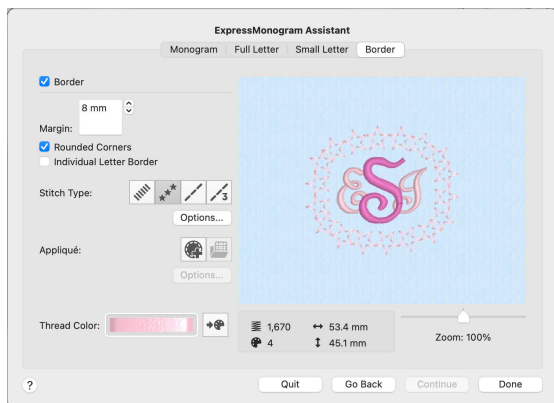 ExpressMonogram Assistant
Monogram Full Letter Small Letter Border
Border
8 mm
Margin:
Rounded Corners
Individual Letter Border
Stitch Type:
3
Options...
Appliqué:
Options...
Thread Color:
1,670 53.4 mm
4 45.1 mm
Zoom: 100%
ESJ
? Quit Go Back Continue Done